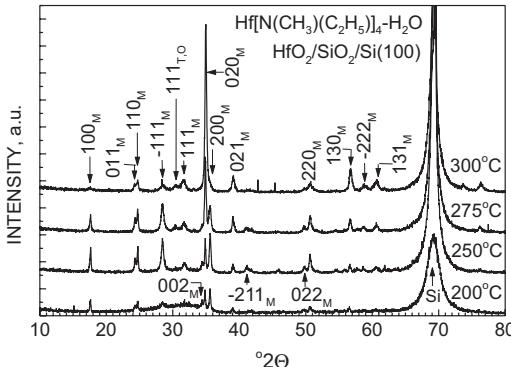 Hf[N(CH₃)(C₂H₅)]₄-H₂O
HfO₂/SiO₂/Si(100)
INTENSITY, a.u.
100M
011M
110M
-111M
111T,O
111M
020M
200M
021M
220M
130M
-222M
131M
300°C
275°C
250°C
200°C
002M
-211M
022M
Si
10 20 30 40 50 60 70 80
°2Θ